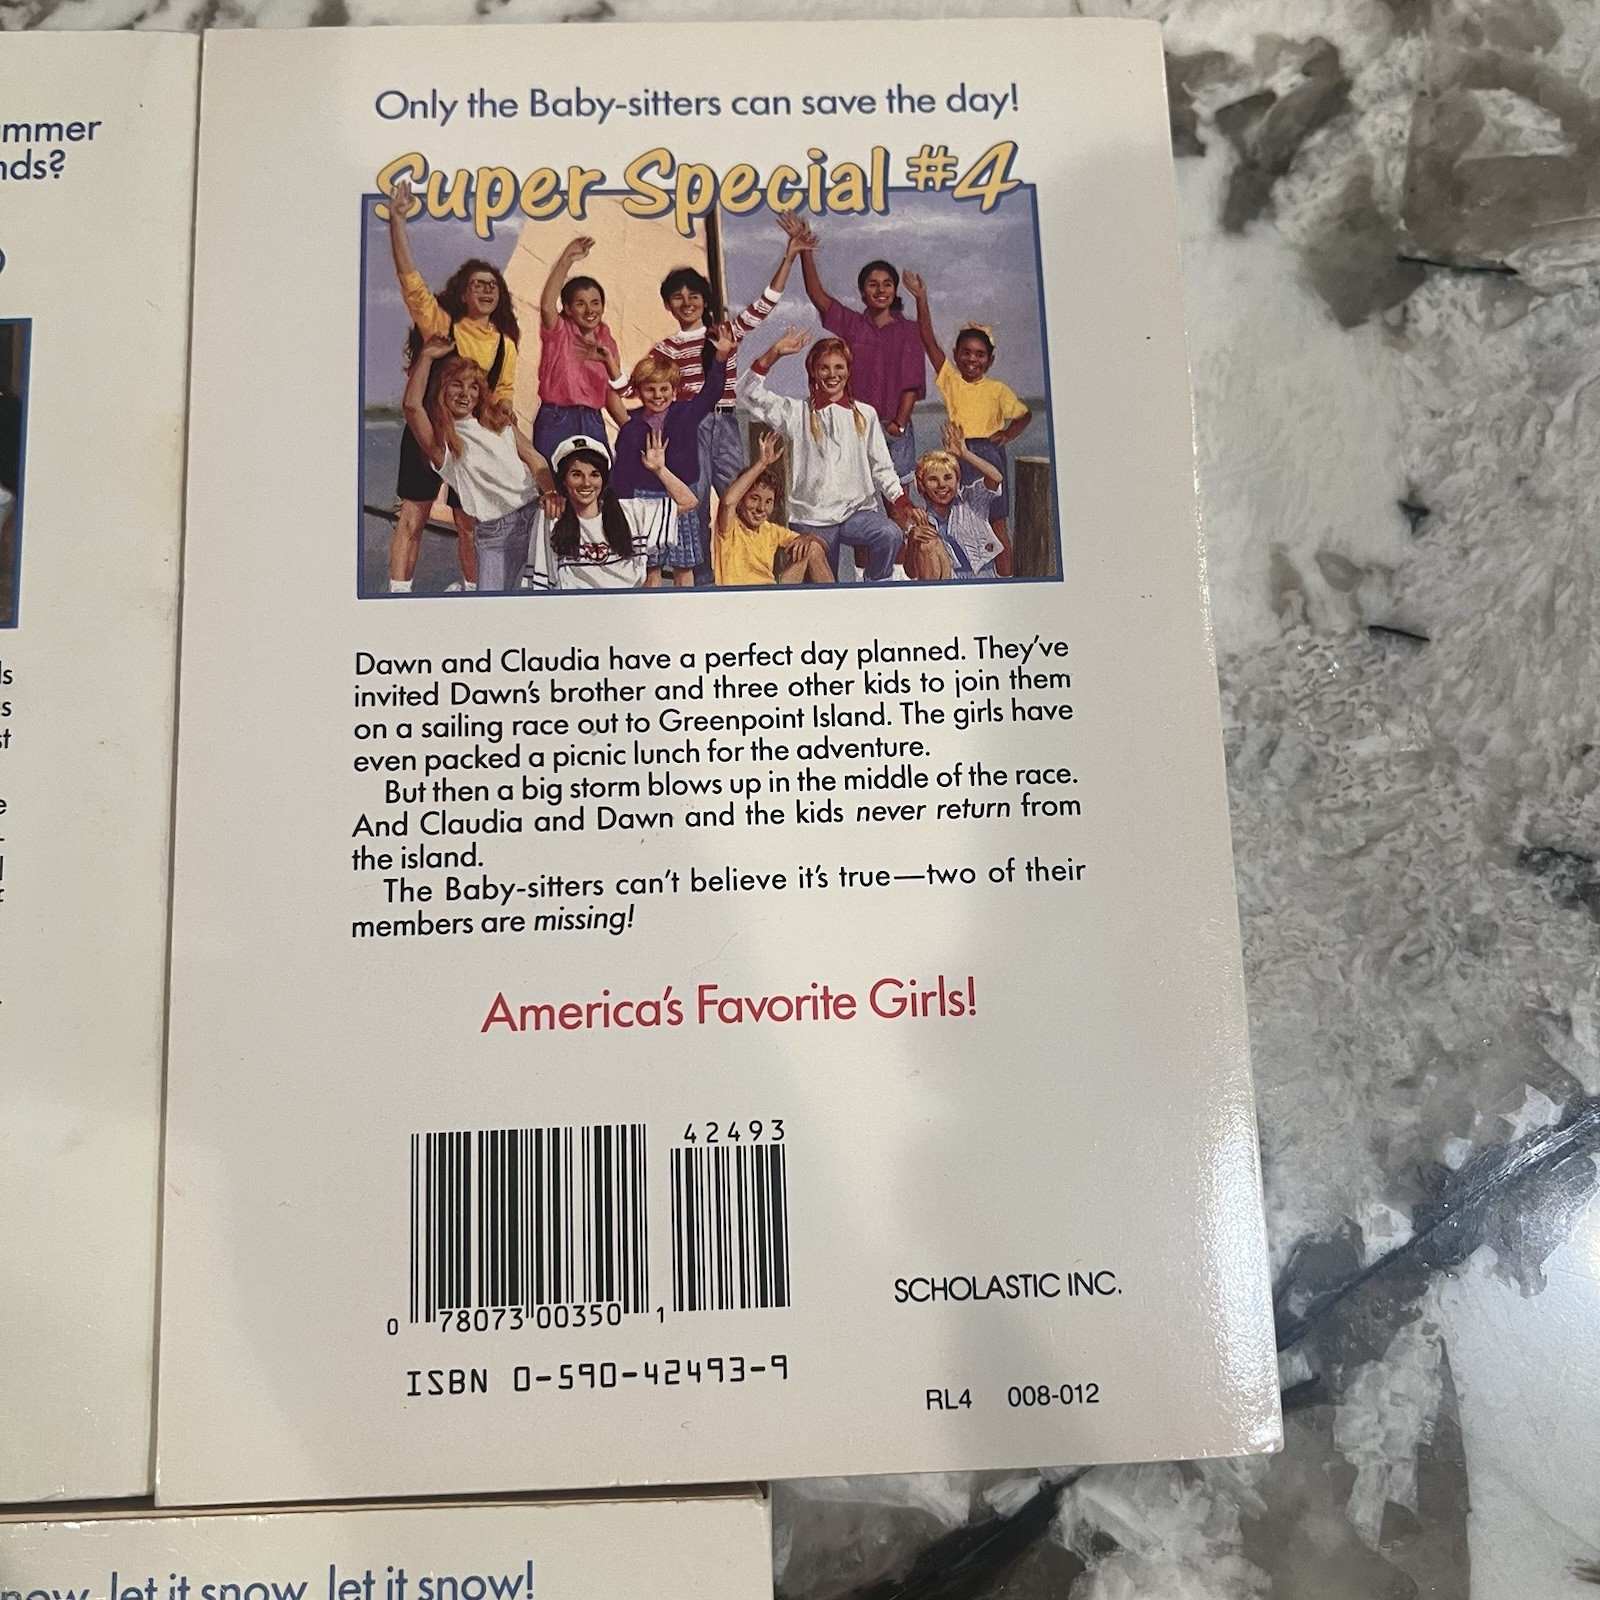 Only the Baby-sitters can save the day!
Super Special #4
Dawn and Claudia have a perfect day planned. They've
invited Dawn's brother and three other kids to join them
on a sailing race out to Greenpoint Island. The girls have
even packed a picnic lunch for the adventure.
But then a big storm blows up in the middle of the race.
And Claudia and Dawn and the kids never return from
the island.
The Baby-sitters can't believe it's true—two of their
members are missing!
America's Favorite Girls!
42493
0 78073 00350 1
ISBN 0-590-42493-9
SCHOLASTIC INC.
RL4 008-012
let it snow, let it snow!